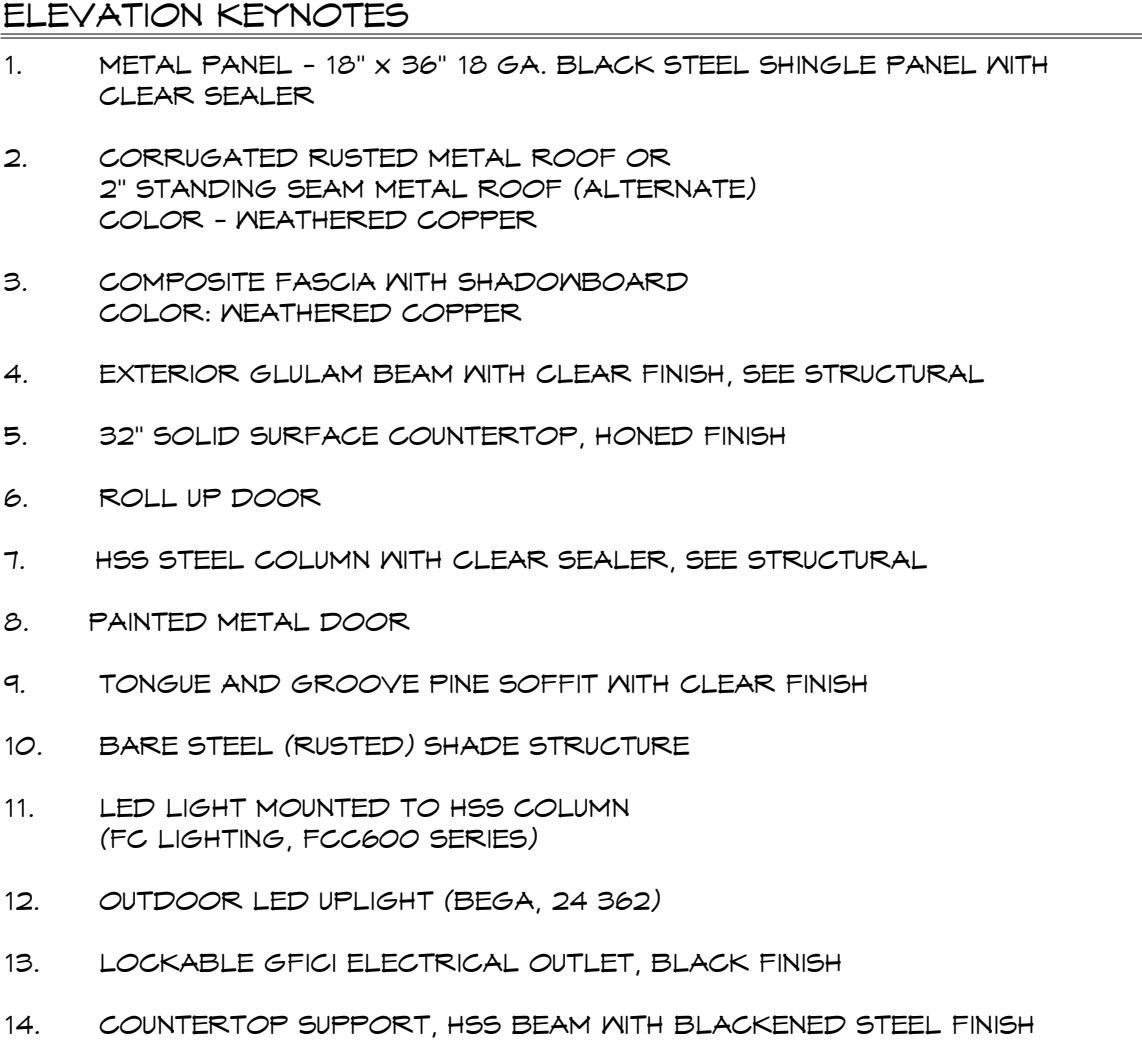 ELEVATION KEYNOTES
1. METAL PANEL - 18" X 36" 18 GA. BLACK STEEL SHINGLE PANEL WITH
CLEAR SEALER
2. CORRUGATED RUSTED METAL ROOF OR
2" STANDING SEAM METAL ROOF (ALTERNATE)
COLOR - WEATHERED COPPER
3. COMPOSITE FASCIA WITH SHADOWBOARD
COLOR: WEATHERED COPPER
4. EXTERIOR GLULAM BEAM WITH CLEAR FINISH, SEE STRUCTURAL
5. 32" SOLID SURFACE COUNTERTOP, HONED FINISH
6. ROLL UP DOOR
7. HSS STEEL COLUMN WITH CLEAR SEALER, SEE STRUCTURAL
8. PAINTED METAL DOOR
9. TONGUE AND GROOVE PINE SOFFIT WITH CLEAR FINISH
10. BARE STEEL (RUSTED) SHADE STRUCTURE
11. LED LIGHT MOUNTED TO HSS COLUMN
(FC LIGHTING, FCC600 SERIES)
12. OUTDOOR LED UPLIGHT (BEGA, 24 362)
13. LOCKABLE GFICI ELECTRICAL OUTLET, BLACK FINISH
14. COUNTERTOP SUPPORT, HSS BEAM WITH BLACKENED STEEL FINISH